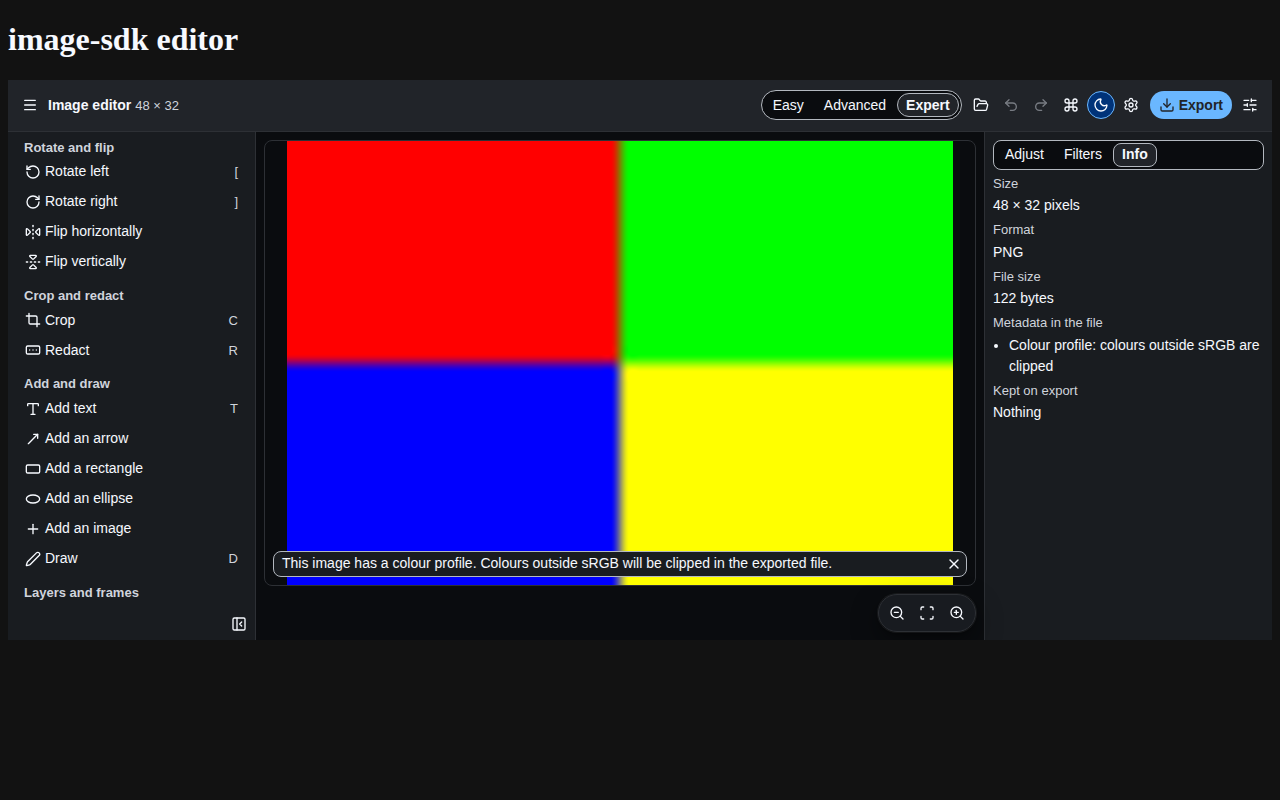 image-sdk editor
Image editor 48 × 32
Easy Advanced Expert Export
Rotate and flip
Rotate left [
Rotate right ]
Flip horizontally
Flip vertically
Crop and redact
Crop C
Redact R
Add and draw
Add text T
Add an arrow
Add a rectangle
Add an ellipse
Add an image
Draw D
Layers and frames
This image has a colour profile. Colours outside sRGB will be clipped in the exported file.
Adjust Filters Info
Size
48 × 32 pixels
Format
PNG
File size
122 bytes
Metadata in the file
• Colour profile: colours outside sRGB are
clipped
Kept on export
Nothing